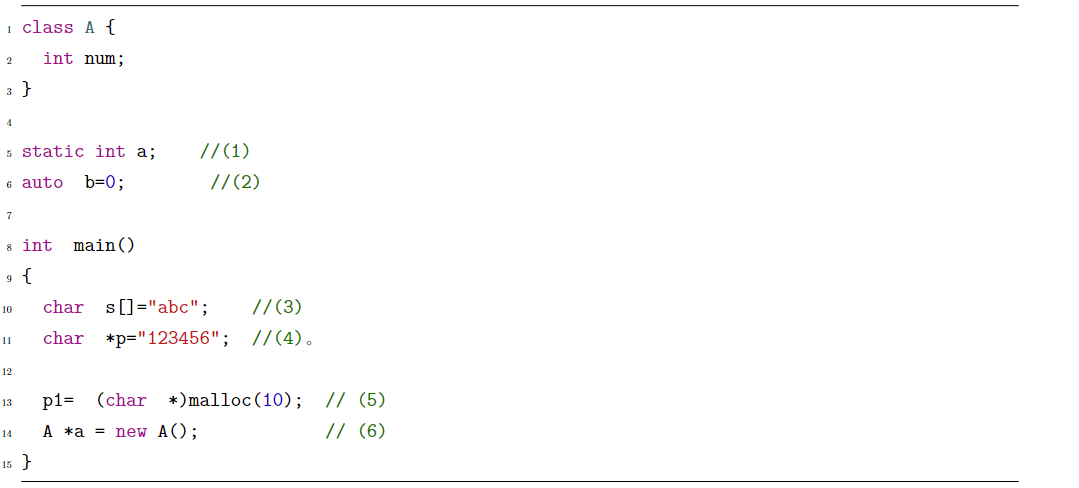 1 class A {
2 int num;
3 }
4
5 static int a; //(1)
6 auto b=0; //(2)
7
8 int main()
9 {
10 char s[]="abc"; //(3)
11 char *p="123456"; //(4)。
12
13 p1= (char *)malloc(10); // (5)
14 A *a = new A(); // (6)
15 }